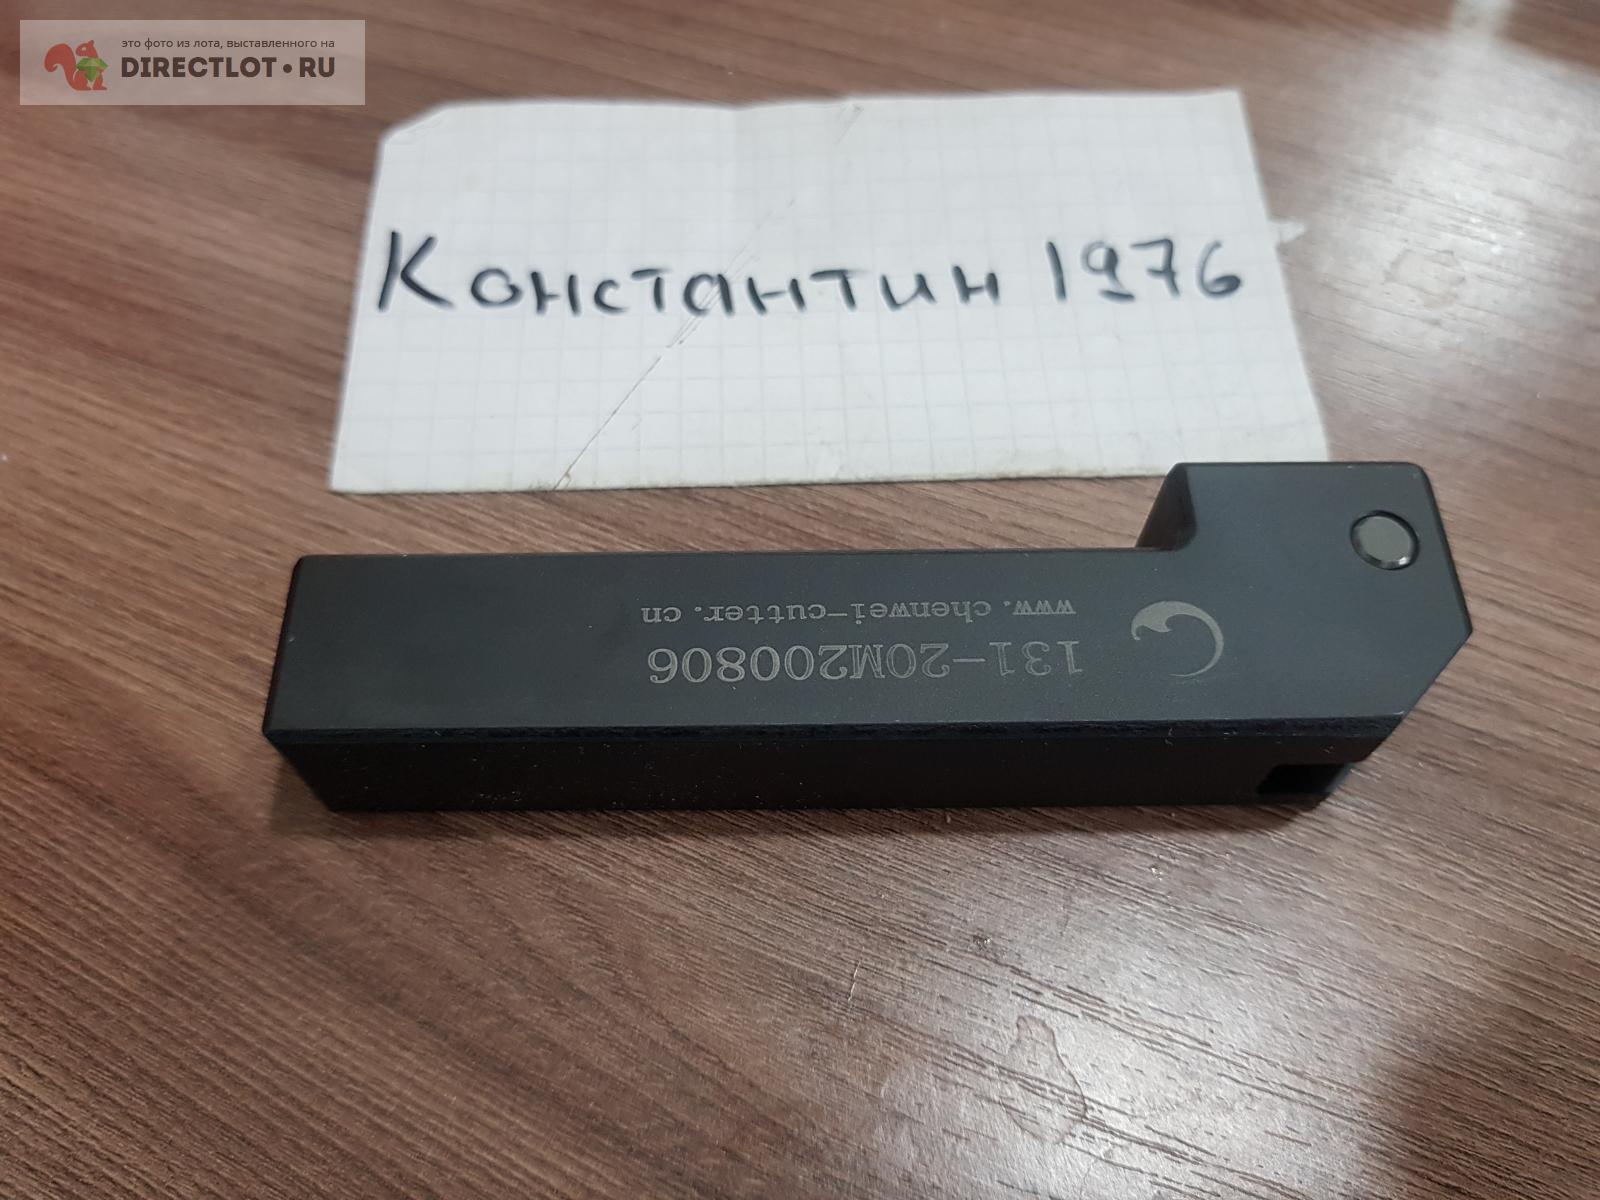 это фото из лота, выставленного на
DIRECTLOT.RU
Константин 1976
131-20M200806
www.chenwei-cutter.cn